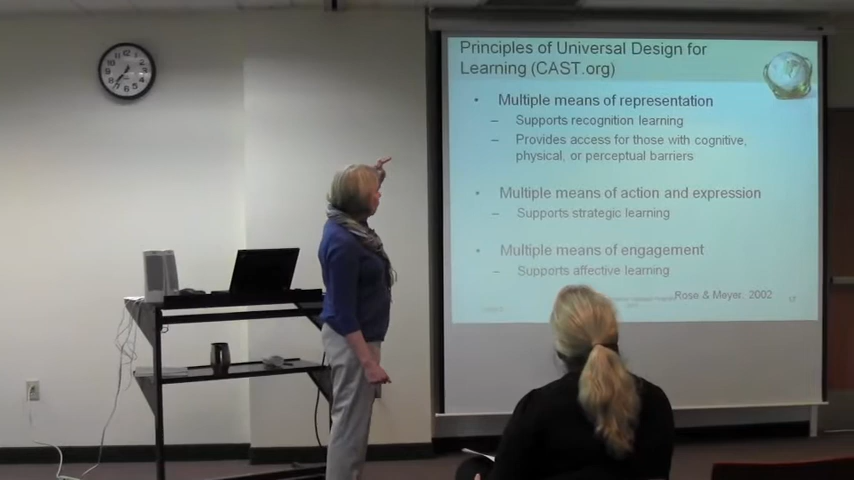 Principles of Universal Design for
Learning (CAST.org)
• Multiple means of representation
– Supports recognition learning
– Provides access for those with cognitive,
physical, or perceptual barriers
• Multiple means of action and expression
– Supports strategic learning
• Multiple means of engagement
– Supports affective learning
Rose & Meyer, 2002